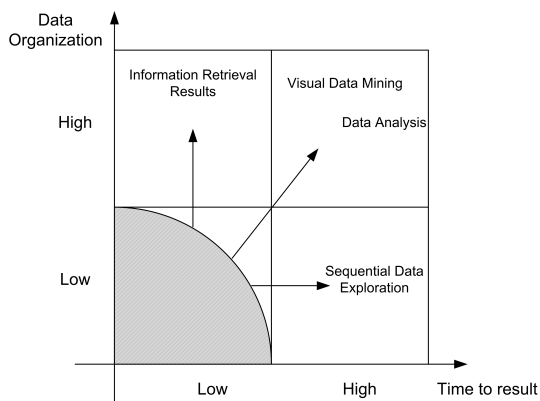 Data
Organization
Information Retrieval
Results
Visual Data Mining
High
Data Analysis
Low
Sequential Data
Exploration
Low
High
Time to result